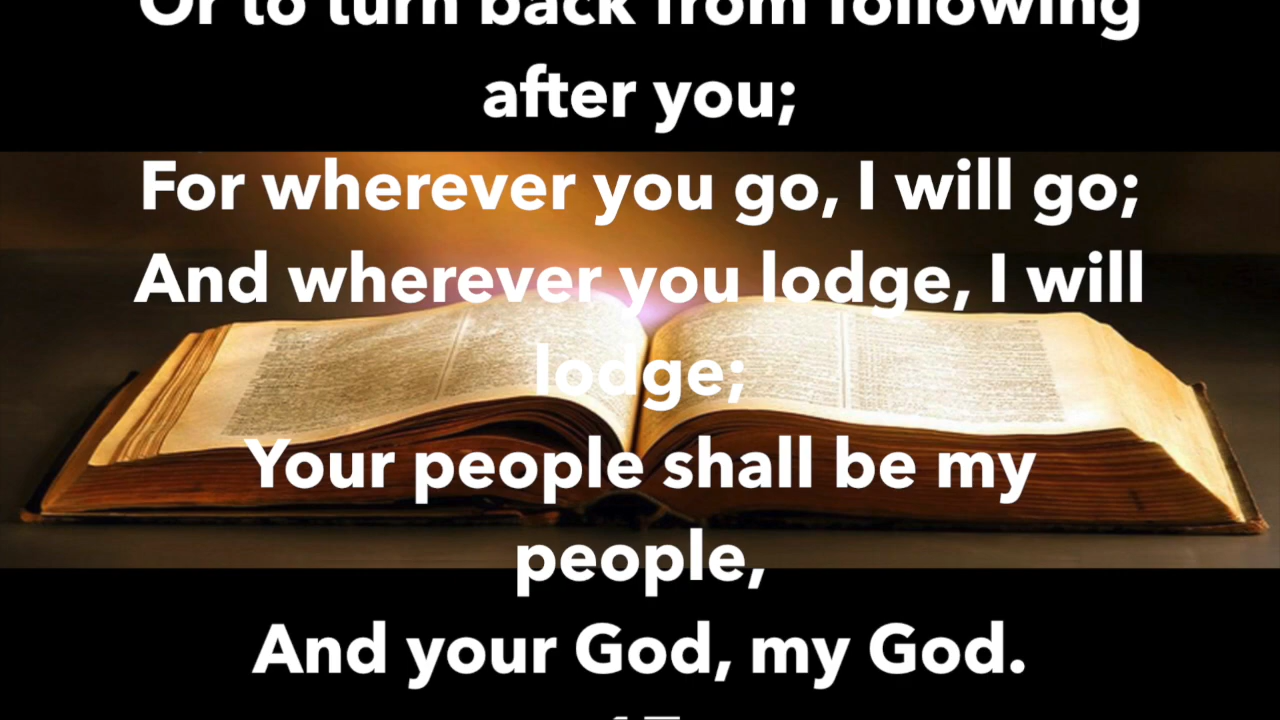 Or to turn back from following
after you;
For wherever you go, I will go;
And wherever you lodge, I will
lodge;
Your people shall be my
people,
And your God, my God.